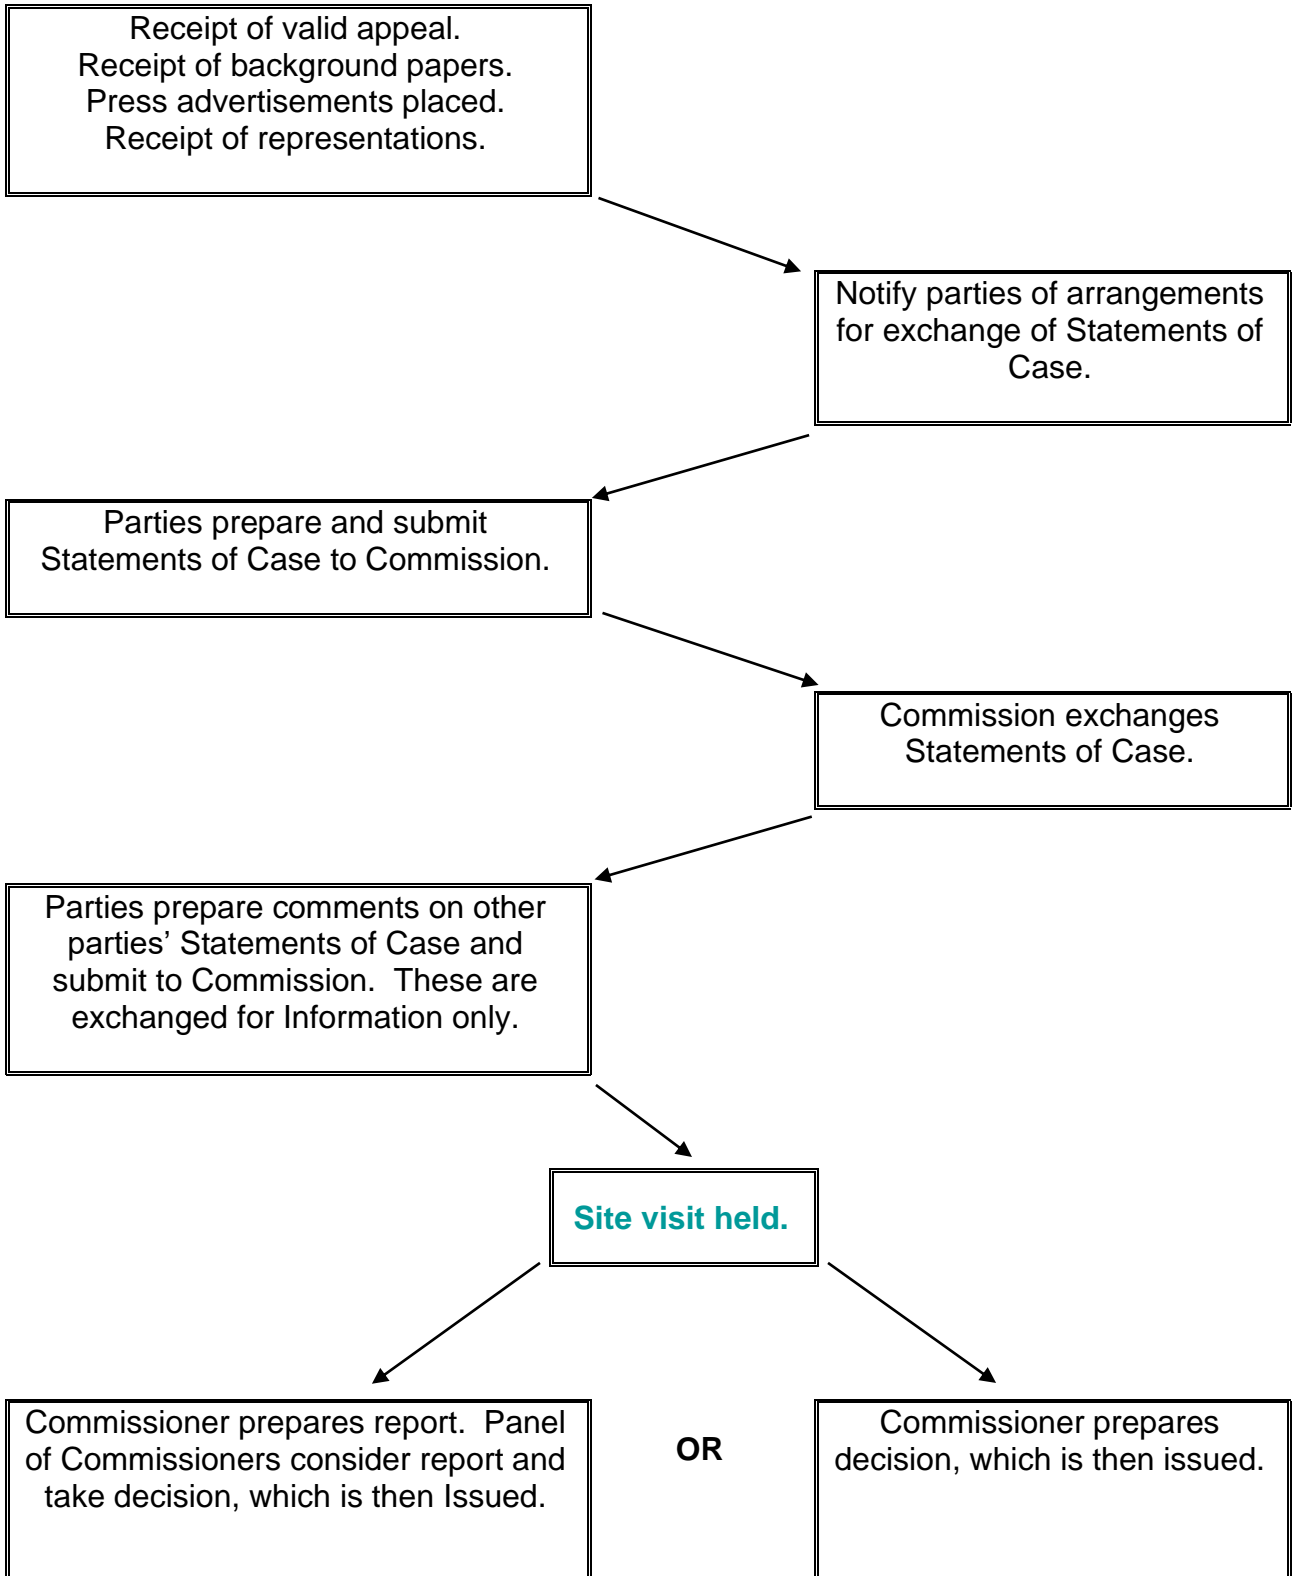 Receipt of valid appeal.
Receipt of background papers.
Press advertisements placed.
Receipt of representations.
Notify parties of arrangements
for exchange of Statements of
Case.
Parties prepare and submit
Statements of Case to Commission.
Commission exchanges
Statements of Case.
Parties prepare comments on other
parties’ Statements of Case and
submit to Commission.  These are
exchanged for Information only.
Site visit held.
Commissioner prepares report.  Panel
of Commissioners consider report and
take decision, which is then Issued.
OR
Commissioner prepares
decision, which is then issued.